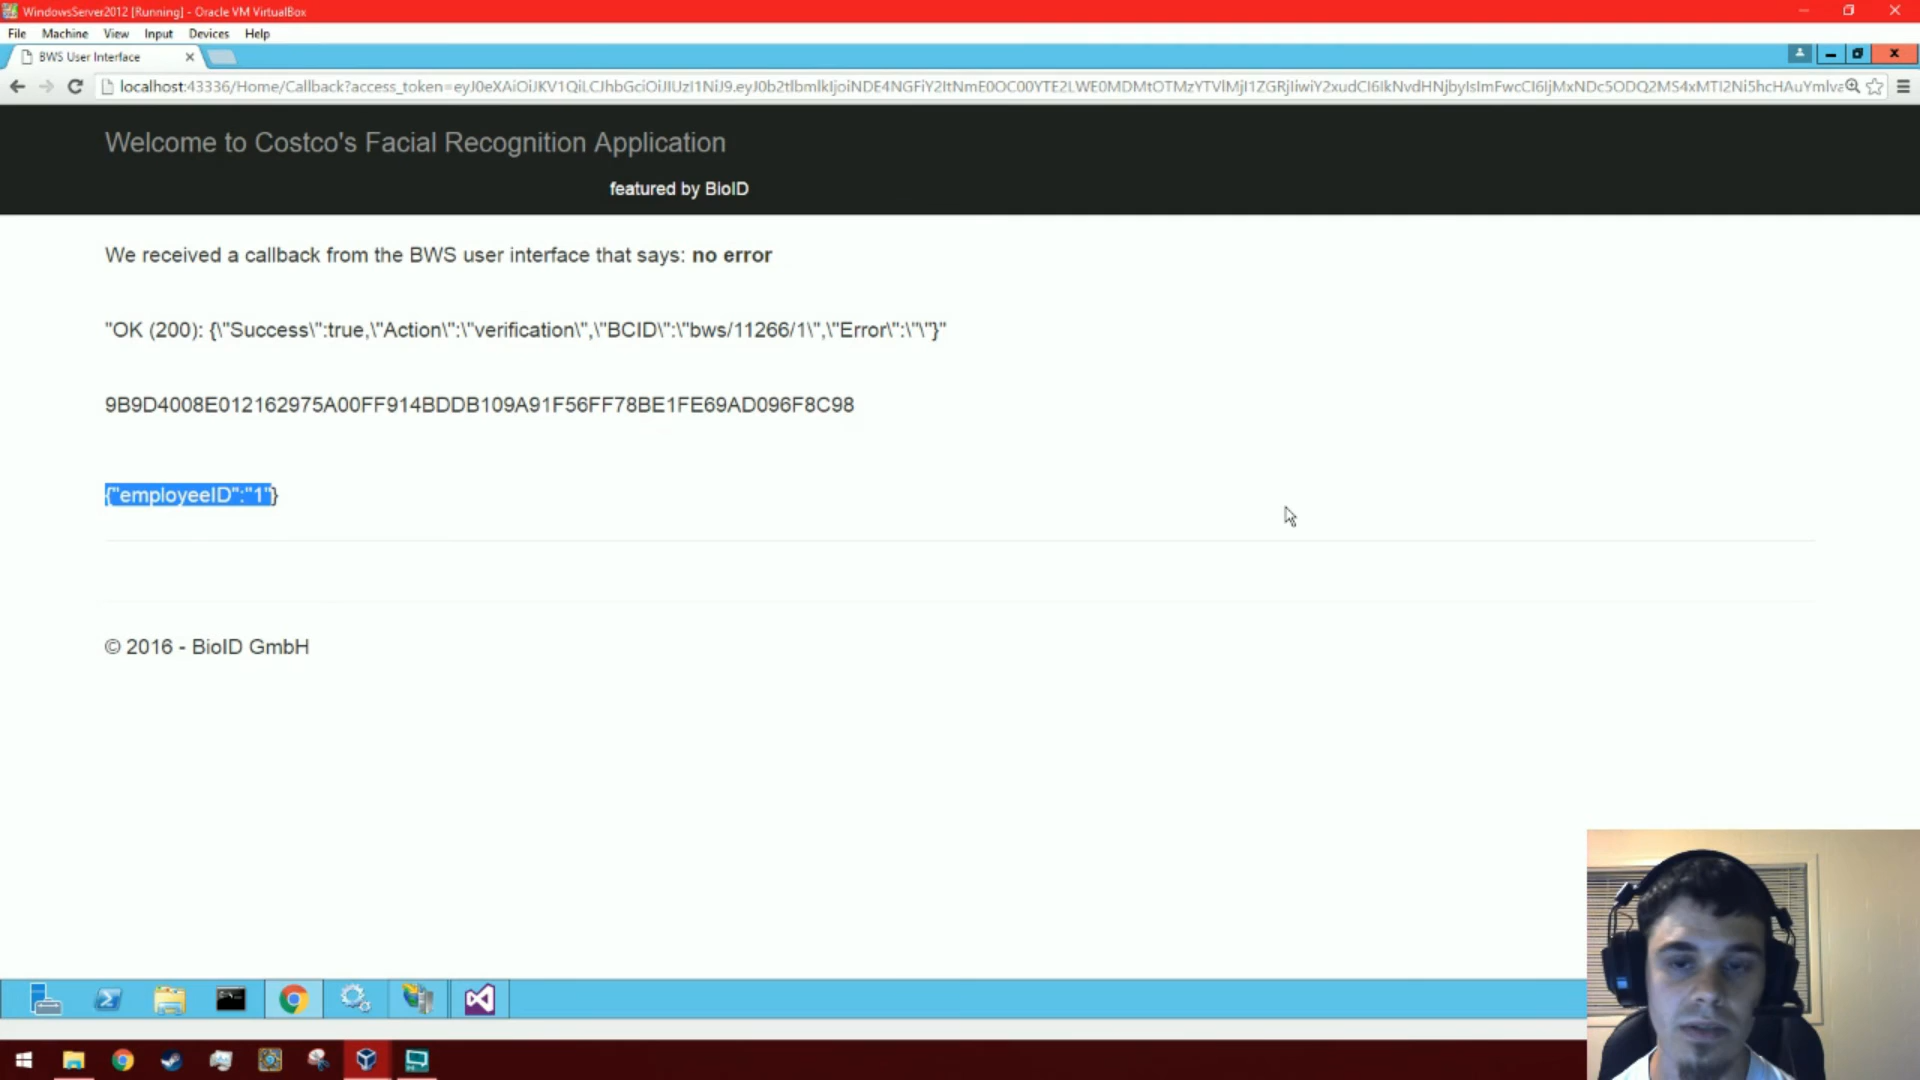 WindowsServer2012 [Running] - Oracle VM VirtualBox
File Machine View Input Devices Help
BWS User Interface
localhost:43336/Home/Callback?access_token=
Welcome to Costco's Facial Recognition Application
featured by BioID
We received a callback from the BWS user interface that says: no error
"OK (200): {\"Success\":true,\"Action\":\"verification\",\"BCID\":\"bws/11266/1\",\"Error\":\"\"}"
9B9D4008E012162975A00FF914BDDB109A91F56FF78BE1FE69AD096F8C98
{"employeeID":"1"}
© 2016 - BioID GmbH